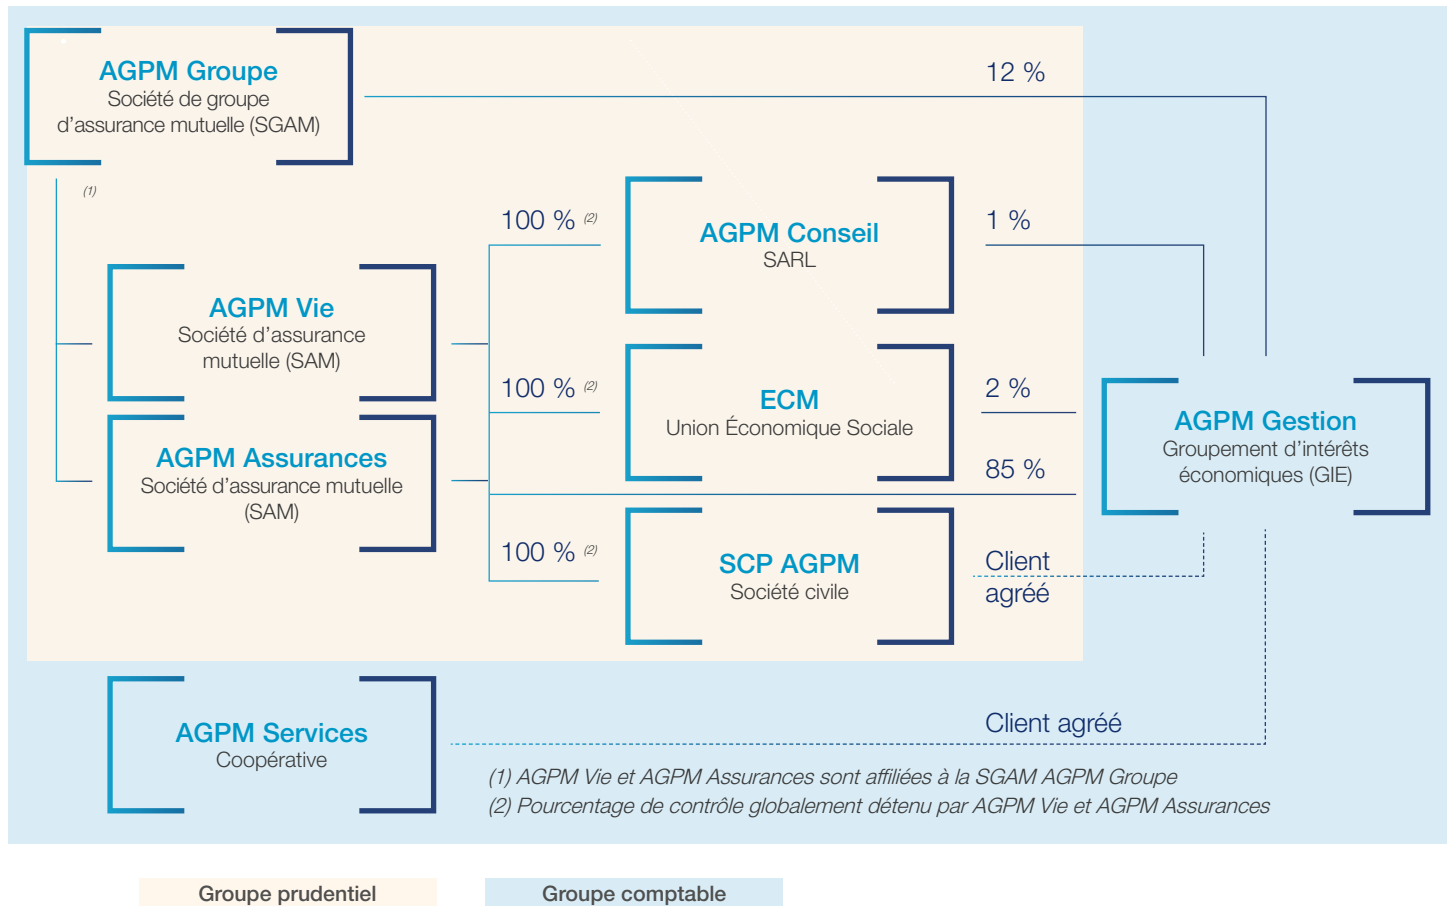 AGPM Groupe
Société de groupe
d’assurance mutuelle (SGAM)
12 %
(1)
100 % (2)
AGPM Conseil
SARL
1 %
AGPM Vie
Société d’assurance
mutuelle (SAM)
100 % (2)
ECM
Union Économique Sociale
2 %
AGPM Gestion
Groupement d’intérêts
économiques (GIE)
AGPM Assurances
Société d’assurance mutuelle
(SAM)
85 %
100 % (2)
SCP AGPM
Société civile
Client
agréé
AGPM Services
Coopérative
Client agréé
(1) AGPM Vie et AGPM Assurances sont affiliées à la SGAM AGPM Groupe
(2) Pourcentage de contrôle globalement détenu par AGPM Vie et AGPM Assurances
Groupe prudentiel
Groupe comptable